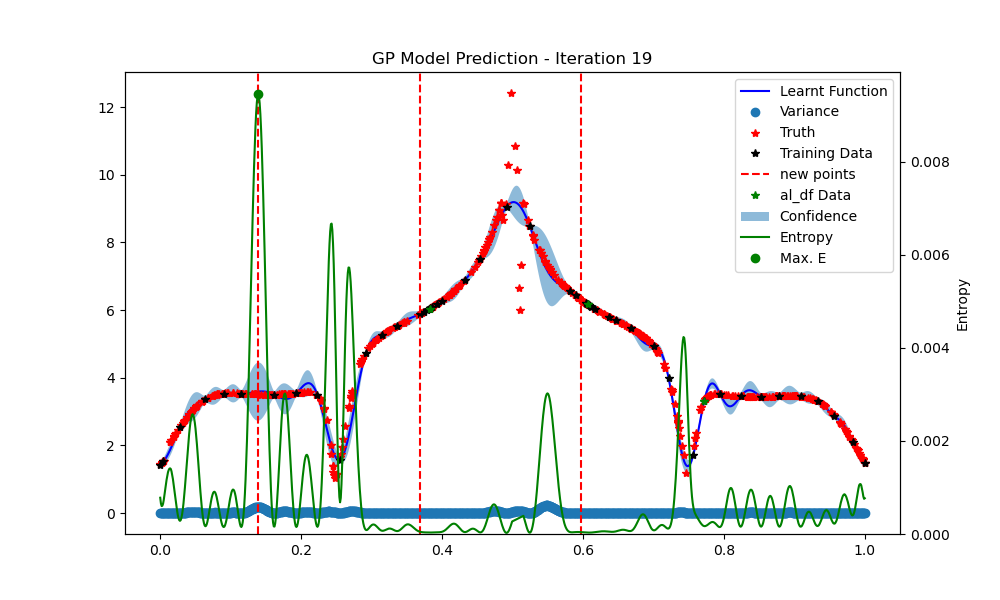 GP Model Prediction - Iteration 19
12
10
8
6
4
2
0
0.0
0.2
0.4
0.6
0.8
1.0
0.008
0.006
0.004
0.002
0.000
Entropy
Learnt Function
Variance
Truth
Training Data
new points
al_df Data
Confidence
Entropy
Max. E